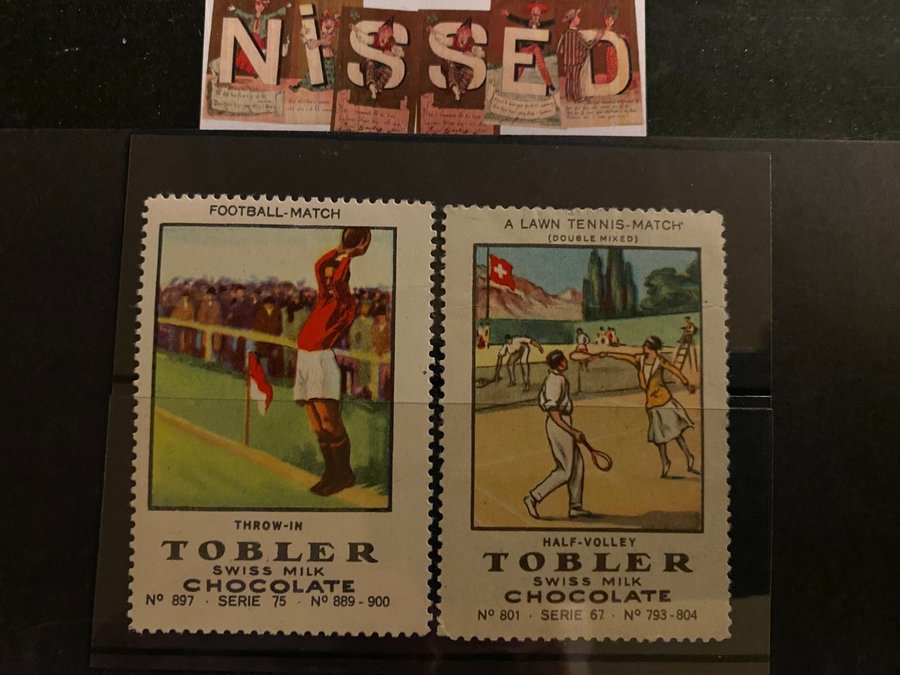 NiSSED
FOOTBALL-MATCH
THROW-IN
TOBLER
SWISS MILK
CHOCOLATE
Nº 897 · SERIE 75 · Nº 889-900
A LAWN TENNIS-MATCH
(DOUBLE MIXED)
HALF-VOLLEY
TOBLER
SWISS MILK
CHOCOLATE
Nº 801 · SERIE 67. Nº 793-804